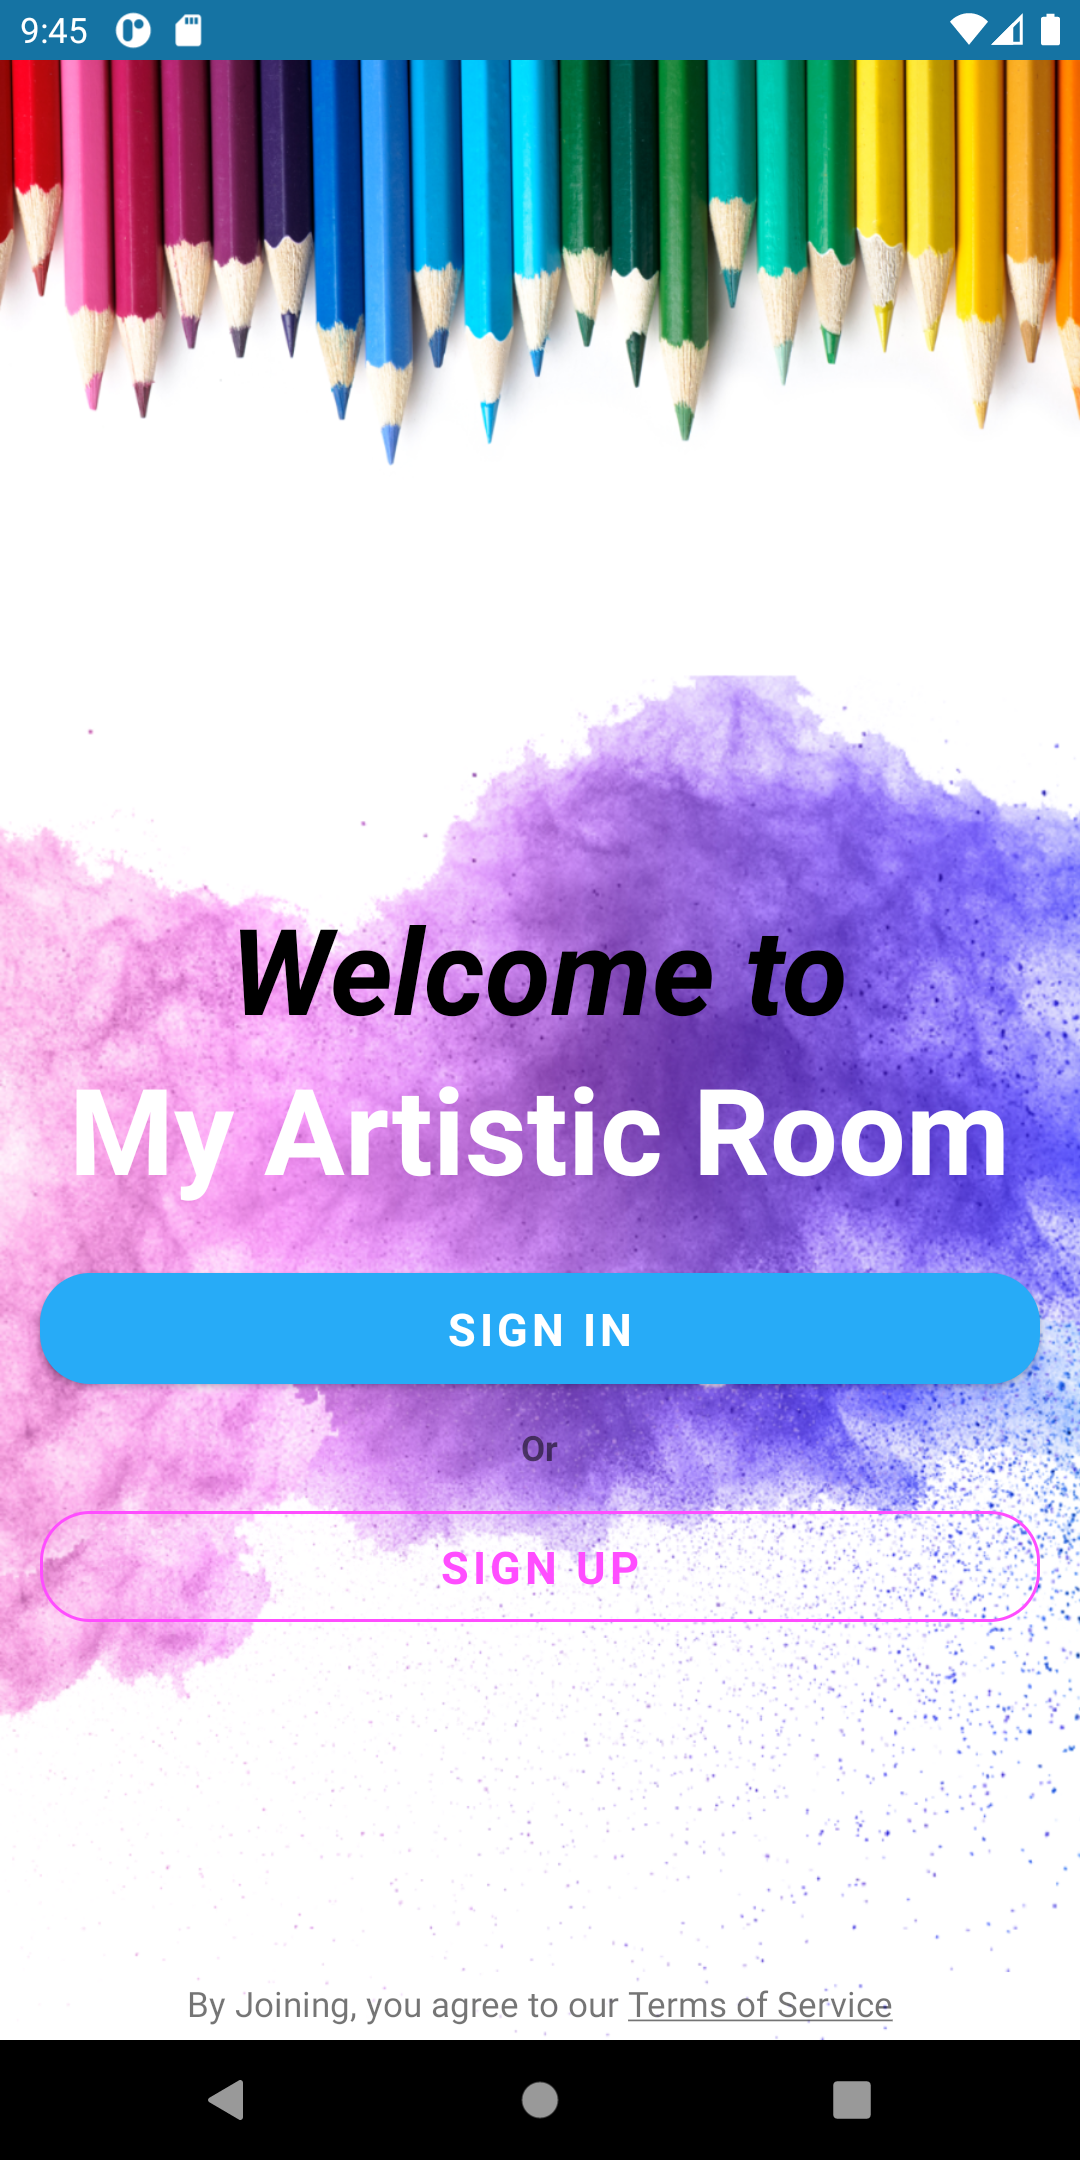 9:45
Welcome to
My Artistic Room
SIGN IN
Or
SIGN UP
By Joining, you agree to our Terms of Service